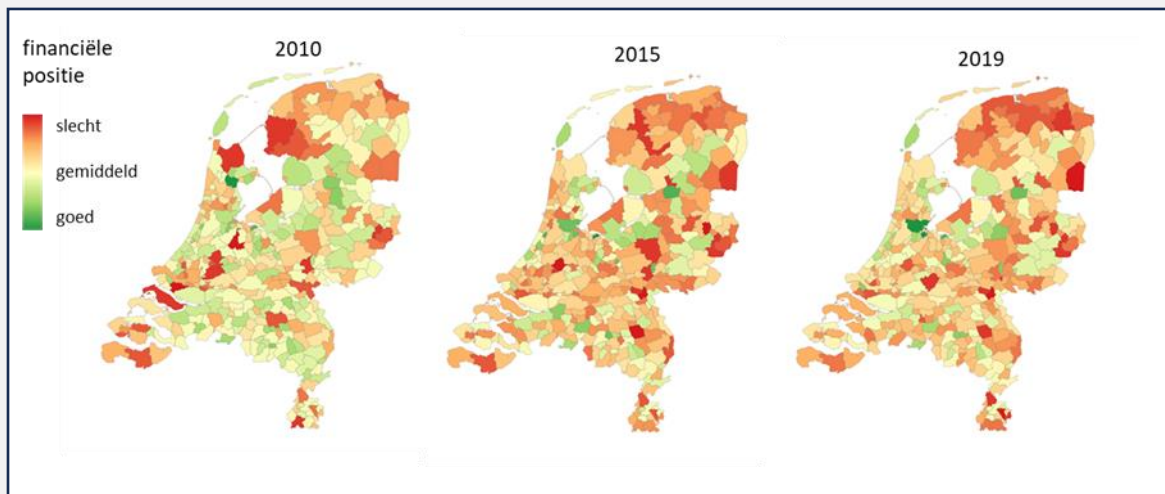 financiële
positie
slecht
gemiddeld
goed
2010
2015
2019